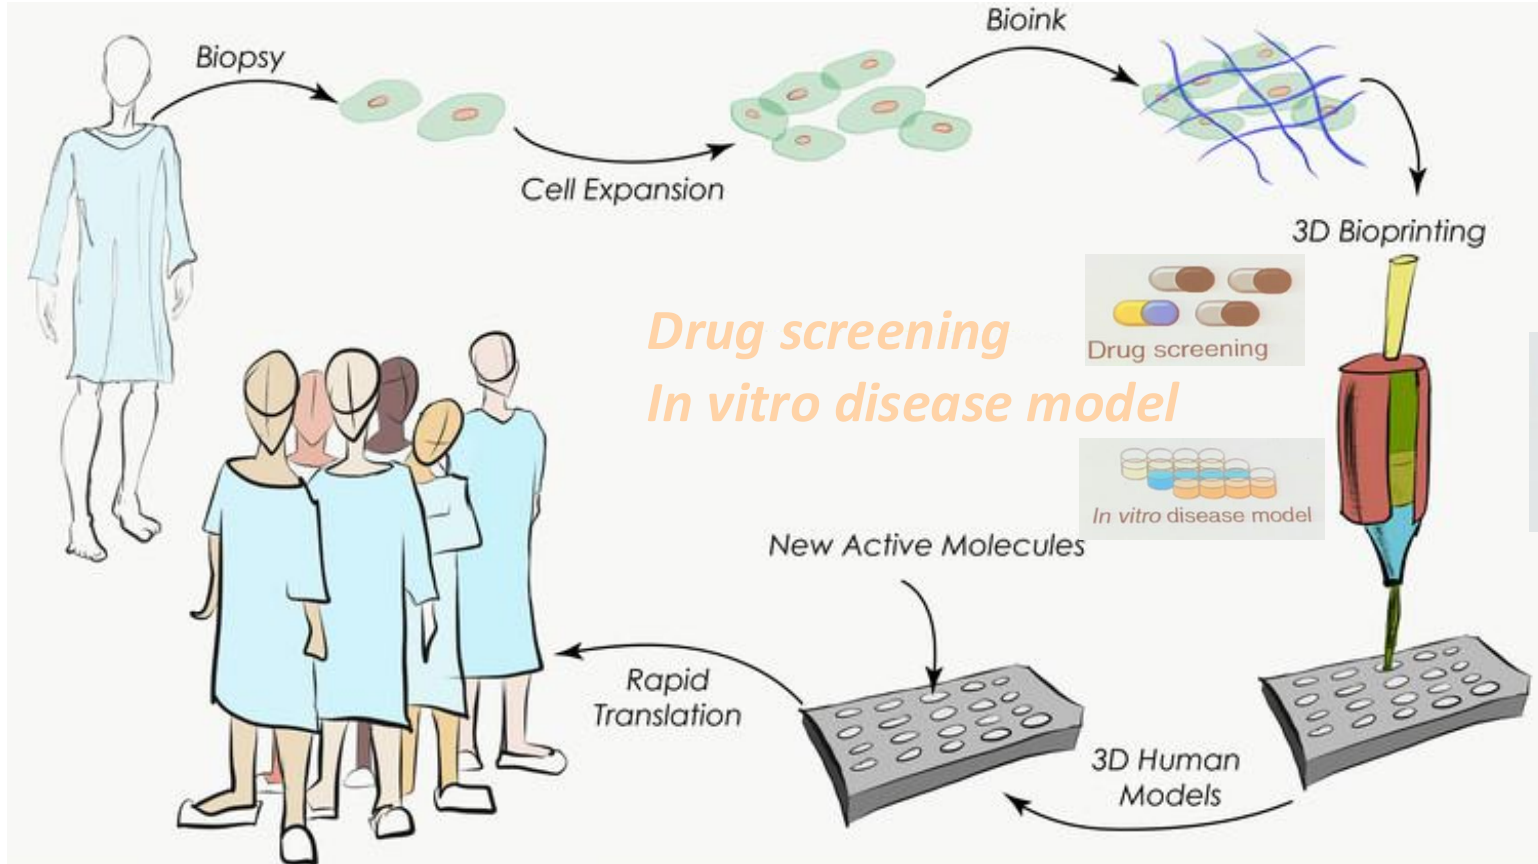 Biopsy
Bioink
Cell Expansion
3D Bioprinting
Drug screening
In vitro disease model
Drug screening
In vitro disease model
New Active Molecules
Rapid
Translation
3D Human
Models